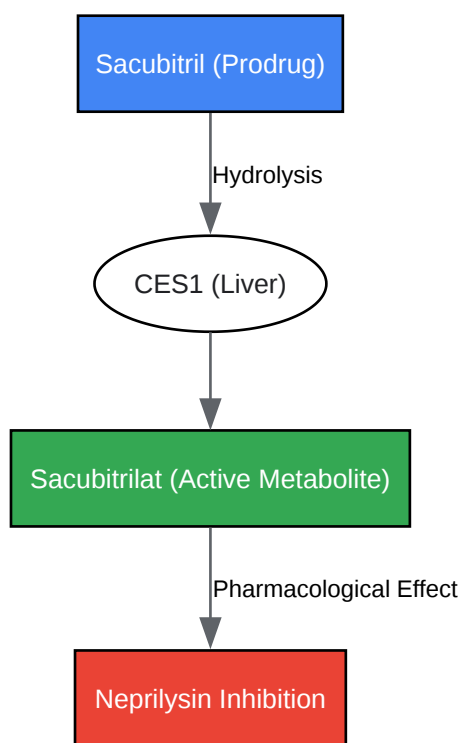 Sacubitril (Prodrug)
Hydrolysis
CES1 (Liver)
Sacubitrilat (Active Metabolite)
Pharmacological Effect
Neprilysin Inhibition